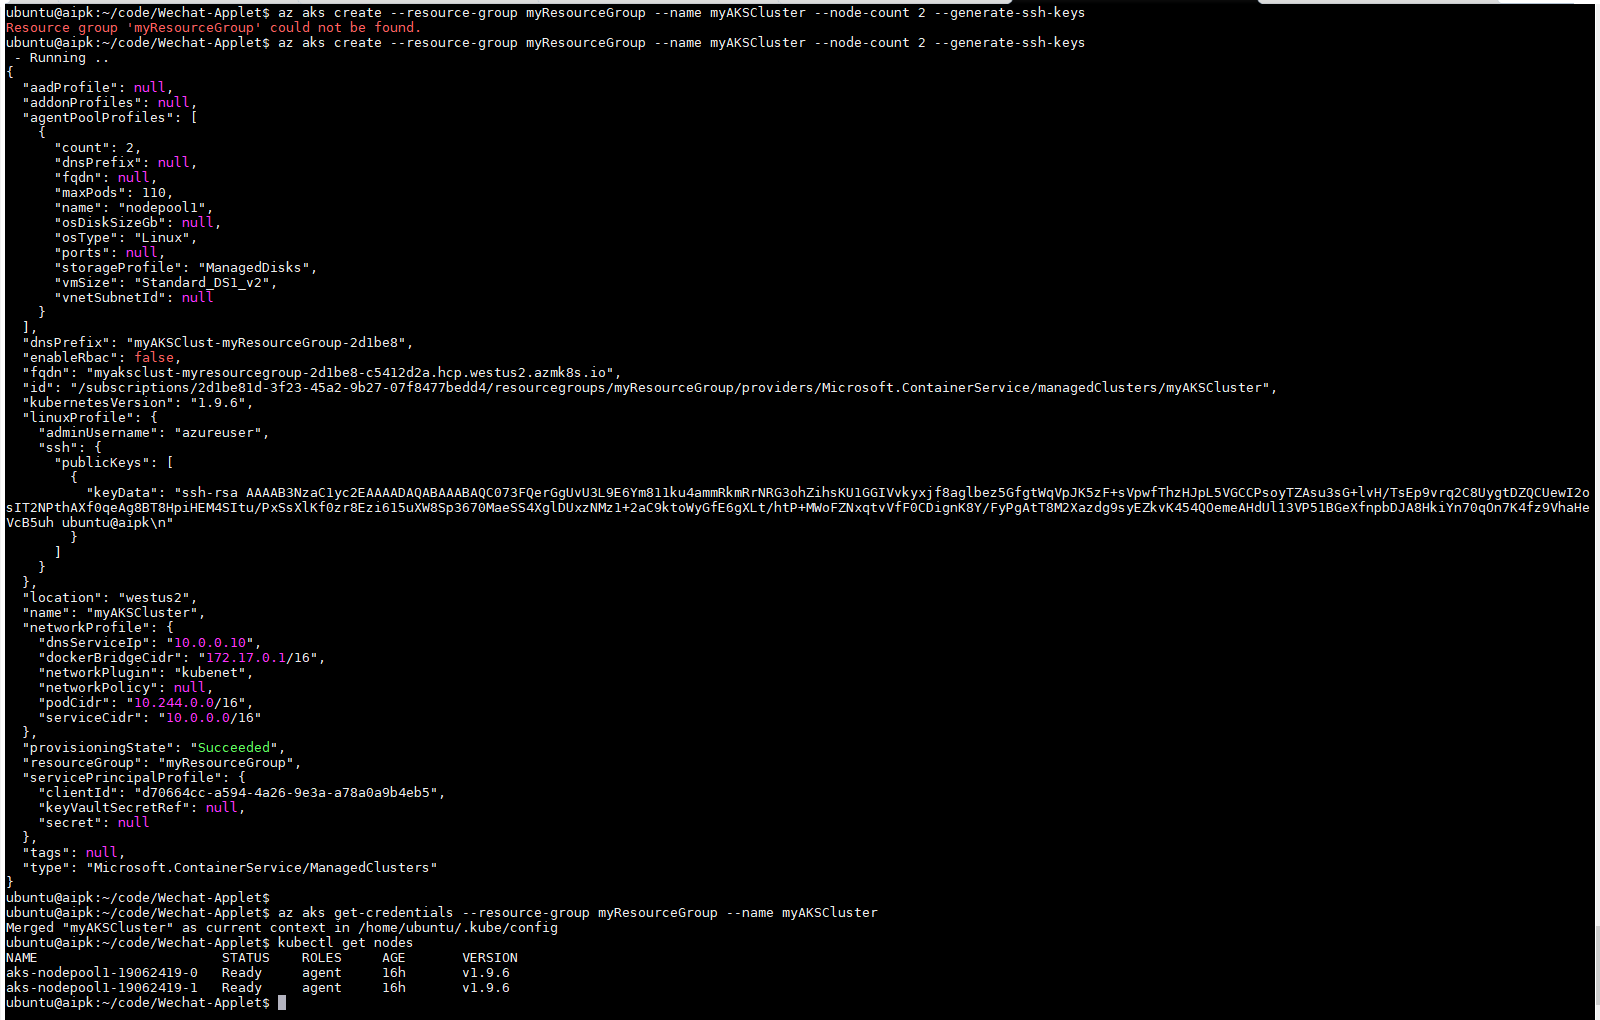 ubuntu@aipk:~/code/Wechat-Applet$ az aks create --resource-group myResourceGroup --name myAKSCluster --node-count 2 --generate-ssh-keys
Resource group 'myResourceGroup' could not be found.
ubuntu@aipk:~/code/Wechat-Applet$ az aks create --resource-group myResourceGroup --name myAKSCluster --node-count 2 --generate-ssh-keys
 - Running ..
{
  "aadProfile": null,
  "addonProfiles": null,
  "agentPoolProfiles": [
    {
      "count": 2,
      "dnsPrefix": null,
      "fqdn": null,
      "maxPods": 110,
      "name": "nodepool1",
      "osDiskSizeGb": null,
      "osType": "Linux",
      "ports": null,
      "storageProfile": "ManagedDisks",
      "vmSize": "Standard_DS1_v2",
      "vnetSubnetId": null
    }
  ],
  "dnsPrefix": "myAKSClust-myResourceGroup-2d1be8",
  "enableRbac": false,
  "fqdn": "myaksclust-myresourcegroup-2d1be8-c5412d2a.hcp.westus2.azmk8s.io",
  "id": "/subscriptions/2d1be81d-3f23-45a2-9b27-07f8477bedd4/resourcegroups/myResourceGroup/providers/Microsoft.ContainerService/managedClusters/myAKSCluster",
  "kubernetesVersion": "1.9.6",
  "linuxProfile": {
    "adminUsername": "azureuser",
    "ssh": {
      "publicKeys": [
        {
          "keyData": "ssh-rsa AAAAB3NzaC1yc2EAAAADAQABAAABAQC073FQerGgUvU3L9E6Ym811ku4ammRkmRrNRG3ohZihsKU1GGIVvkyxjf8aglbez5GfgtWqVpJK5zF+sVpwfThzHJpL5VGCCPsoyTZAsu3sG+lvH/TsEp9vrq2C8UygtDZQCUewI2o
sIT2NPthAXf0qeAg8BT8HpiHEM4SItu/PxSsXlKf0zr8Ezi615uXW8Sp3670MaeSS4XglDUxzNMz1+2aC9ktoWyGfE6gXLt/htP+MWoFZNxqtvVfF0CDignK8Y/FyPgAtT8M2Xazdg9syEZkvK454QOemeAHdUl13VP51BGeXfnpbDJA8HkiYn70qOn7K4fz9VhaHe
VcB5uh ubuntu@aipk\n"
        }
      ]
    }
  },
  "location": "westus2",
  "name": "myAKSCluster",
  "networkProfile": {
    "dnsServiceIp": "10.0.0.10",
    "dockerBridgeCidr": "172.17.0.1/16",
    "networkPlugin": "kubenet",
    "networkPolicy": null,
    "podCidr": "10.244.0.0/16",
    "serviceCidr": "10.0.0.0/16"
  },
  "provisioningState": "Succeeded",
  "resourceGroup": "myResourceGroup",
  "servicePrincipalProfile": {
    "clientId": "d70664cc-a594-4a26-9e3a-a78a0a9b4eb5",
    "keyVaultSecretRef": null,
    "secret": null
  },
  "tags": null,
  "type": "Microsoft.ContainerService/ManagedClusters"
}
ubuntu@aipk:~/code/Wechat-Applet$
ubuntu@aipk:~/code/Wechat-Applet$ az aks get-credentials --resource-group myResourceGroup --name myAKSCluster
Merged "myAKSCluster" as current context in /home/ubuntu/.kube/config
ubuntu@aipk:~/code/Wechat-Applet$ kubectl get nodes
NAME                       STATUS    ROLES     AGE       VERSION
aks-nodepool1-19062419-0   Ready     agent     16h       v1.9.6
aks-nodepool1-19062419-1   Ready     agent     16h       v1.9.6
ubuntu@aipk:~/code/Wechat-Applet$